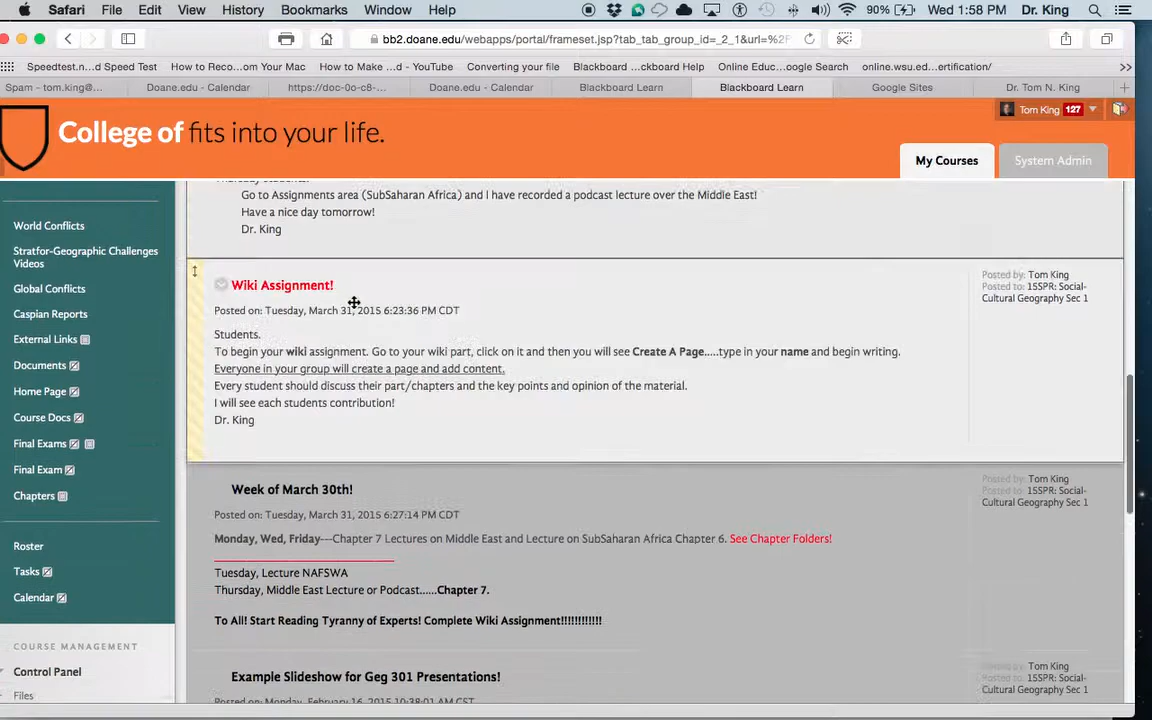 Safari File Edit View History Bookmarks Window Help 90% Wed 1:58 PM Dr. King
bb2.doane.edu/webapps/portal/frameset.jsp?tab_tab_group_id=_2_1&url=%2F
Speedtest.n...d Speed Test How to Reco...om Your Mac How to Make ...d - YouTube Converting your file Blackboard ...ckboard Help Online Educ...oogle Search online.wsu.ed...ertification/
Spam – tom.king@... Doane.edu - Calendar https://doc-0o-c8-... Doane.edu - Calendar Blackboard Learn Blackboard Learn Google Sites Dr. Tom N. King
Tom King 127
College of fits into your life.
My Courses System Admin
Thursday Students!
Go to Assignments area (SubSaharan Africa) and I have recorded a podcast lecture over the Middle East!
Have a nice day tomorrow!
Dr. King
World Conflicts
Stratfor-Geographic Challenges
Videos
Global Conflicts
Caspian Reports
External Links
Documents
Home Page
Course Docs
Final Exams
Final Exam
Chapters
Roster
Tasks
Calendar
COURSE MANAGEMENT
Control Panel
Files
Wiki Assignment!
Posted on: Tuesday, March 31, 2015 6:23:36 PM CDT
Students.
To begin your wiki assignment. Go to your wiki part, click on it and then you will see Create A Page.....type in your name and begin writing.
Everyone in your group will create a page and add content.
Every student should discuss their part/chapters and the key points and opinion of the material.
I will see each students contribution!
Dr. King
Posted by: Tom King
Posted to: 15SPR: Social-
Cultural Geography Sec 1
Week of March 30th!
Posted on: Tuesday, March 31, 2015 6:27:14 PM CDT
Monday, Wed, Friday---Chapter 7 Lectures on Middle East and Lecture on SubSaharan Africa Chapter 6. See Chapter Folders!
Tuesday, Lecture NAFSWA
Thursday, Middle East Lecture or Podcast......Chapter 7.
To All! Start Reading Tyranny of Experts! Complete Wiki Assignment!!!!!!!!!!!!
Posted by: Tom King
Posted to: 15SPR: Social-
Cultural Geography Sec 1
Example Slideshow for Geg 301 Presentations!
Posted on: Monday, February 16, 2015 10:38:01 AM CST
Posted by: Tom King
Posted to: 15SPR: Social-
Cultural Geography Sec 1